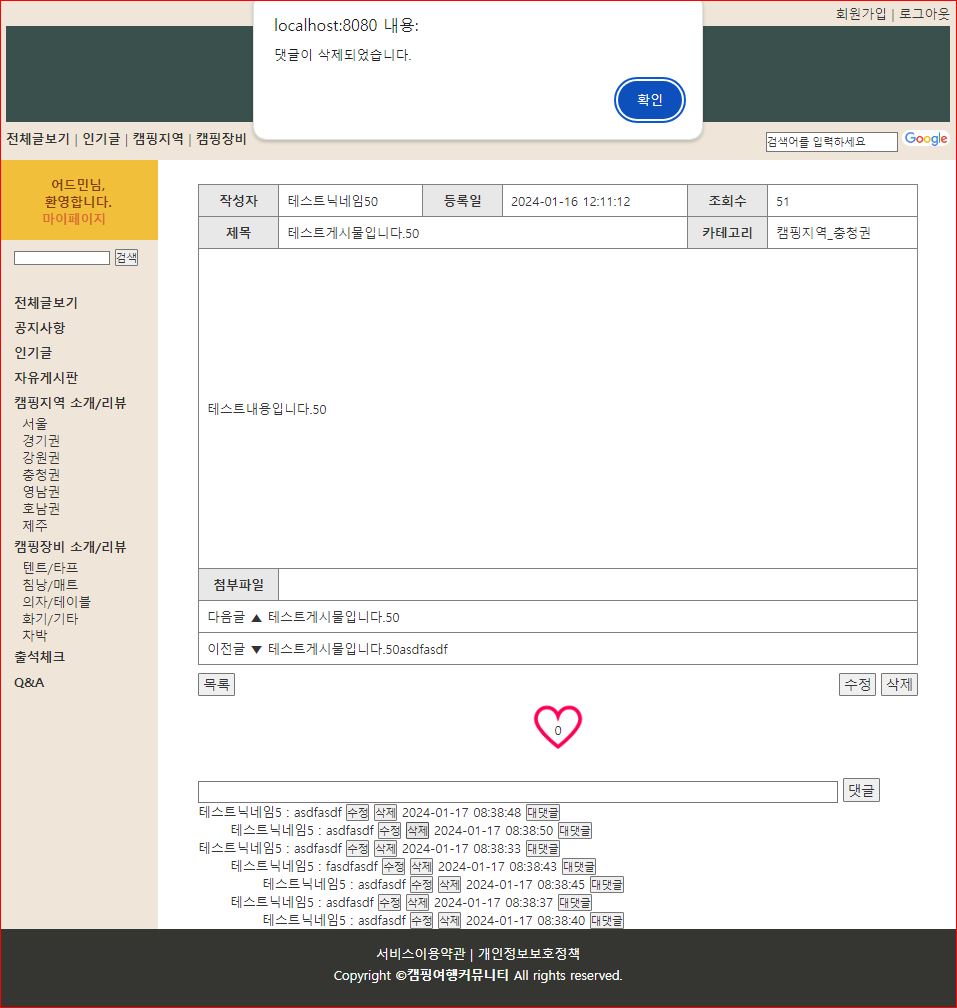 회원가입 | 로그아웃
localhost:8080 내용:
댓글이 삭제되었습니다.
확인
전체글보기 | 인기글 | 캠핑지역 | 캠핑장비
검색어를 입력하세요 Google
어드민님,
환영합니다.
마이페이지
검색
전체글보기
공지사항
인기글
자유게시판
캠핑지역 소개/리뷰
서울
경기권
강원권
충청권
영남권
호남권
제주
캠핑장비 소개/리뷰
텐트/타프
침낭/매트
의자/테이블
화기/기타
차박
출석체크
Q&A
작성자 테스트닉네임50 등록일 2024-01-16 12:11:12 조회수 51
제목 테스트게시물입니다.50 카테고리 캠핑지역_충청권
테스트내용입니다.50
첨부파일
다음글 ▲ 테스트게시물입니다.50
이전글 ▼ 테스트게시물입니다.50asdfasdf
목록 수정 삭제
0
댓글
테스트닉네임5 : asdfasdf 수정 삭제 2024-01-17 08:38:48 대댓글
테스트닉네임5 : asdfasdf 수정 삭제 2024-01-17 08:38:50 대댓글
테스트닉네임5 : asdfasdf 수정 삭제 2024-01-17 08:38:33 대댓글
테스트닉네임5 : fasdfasdf 수정 삭제 2024-01-17 08:38:43 대댓글
테스트닉네임5 : asdfasdf 수정 삭제 2024-01-17 08:38:45 대댓글
테스트닉네임5 : asdfasdf 수정 삭제 2024-01-17 08:38:37 대댓글
테스트닉네임5 : asdfasdf 수정 삭제 2024-01-17 08:38:40 대댓글
서비스이용약관 | 개인정보보호정책
Copyright ©캠핑여행커뮤니티 All rights reserved.